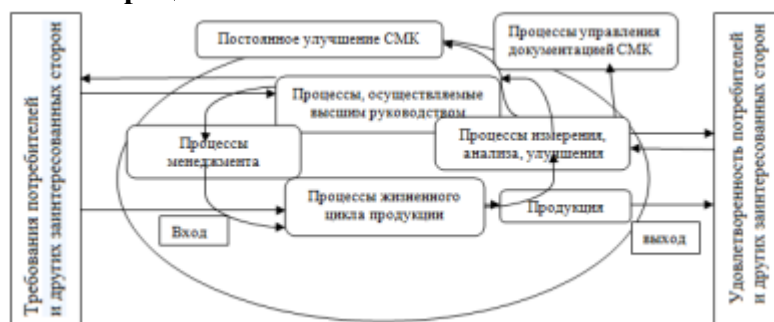 Требования потребителей
и других заинтересованных сторон
Постоянное улучшение СМК
Процессы управления
документацией СМК
Процессы, осуществляемые
высшим руководством
Процессы
менеджмента
Процессы измерения,
анализа, улучшения
Процессы жизненного
цикла продукции
Продукция
Вход
выход
Удовлетворенность потребителей
и других заинтересованных сторон